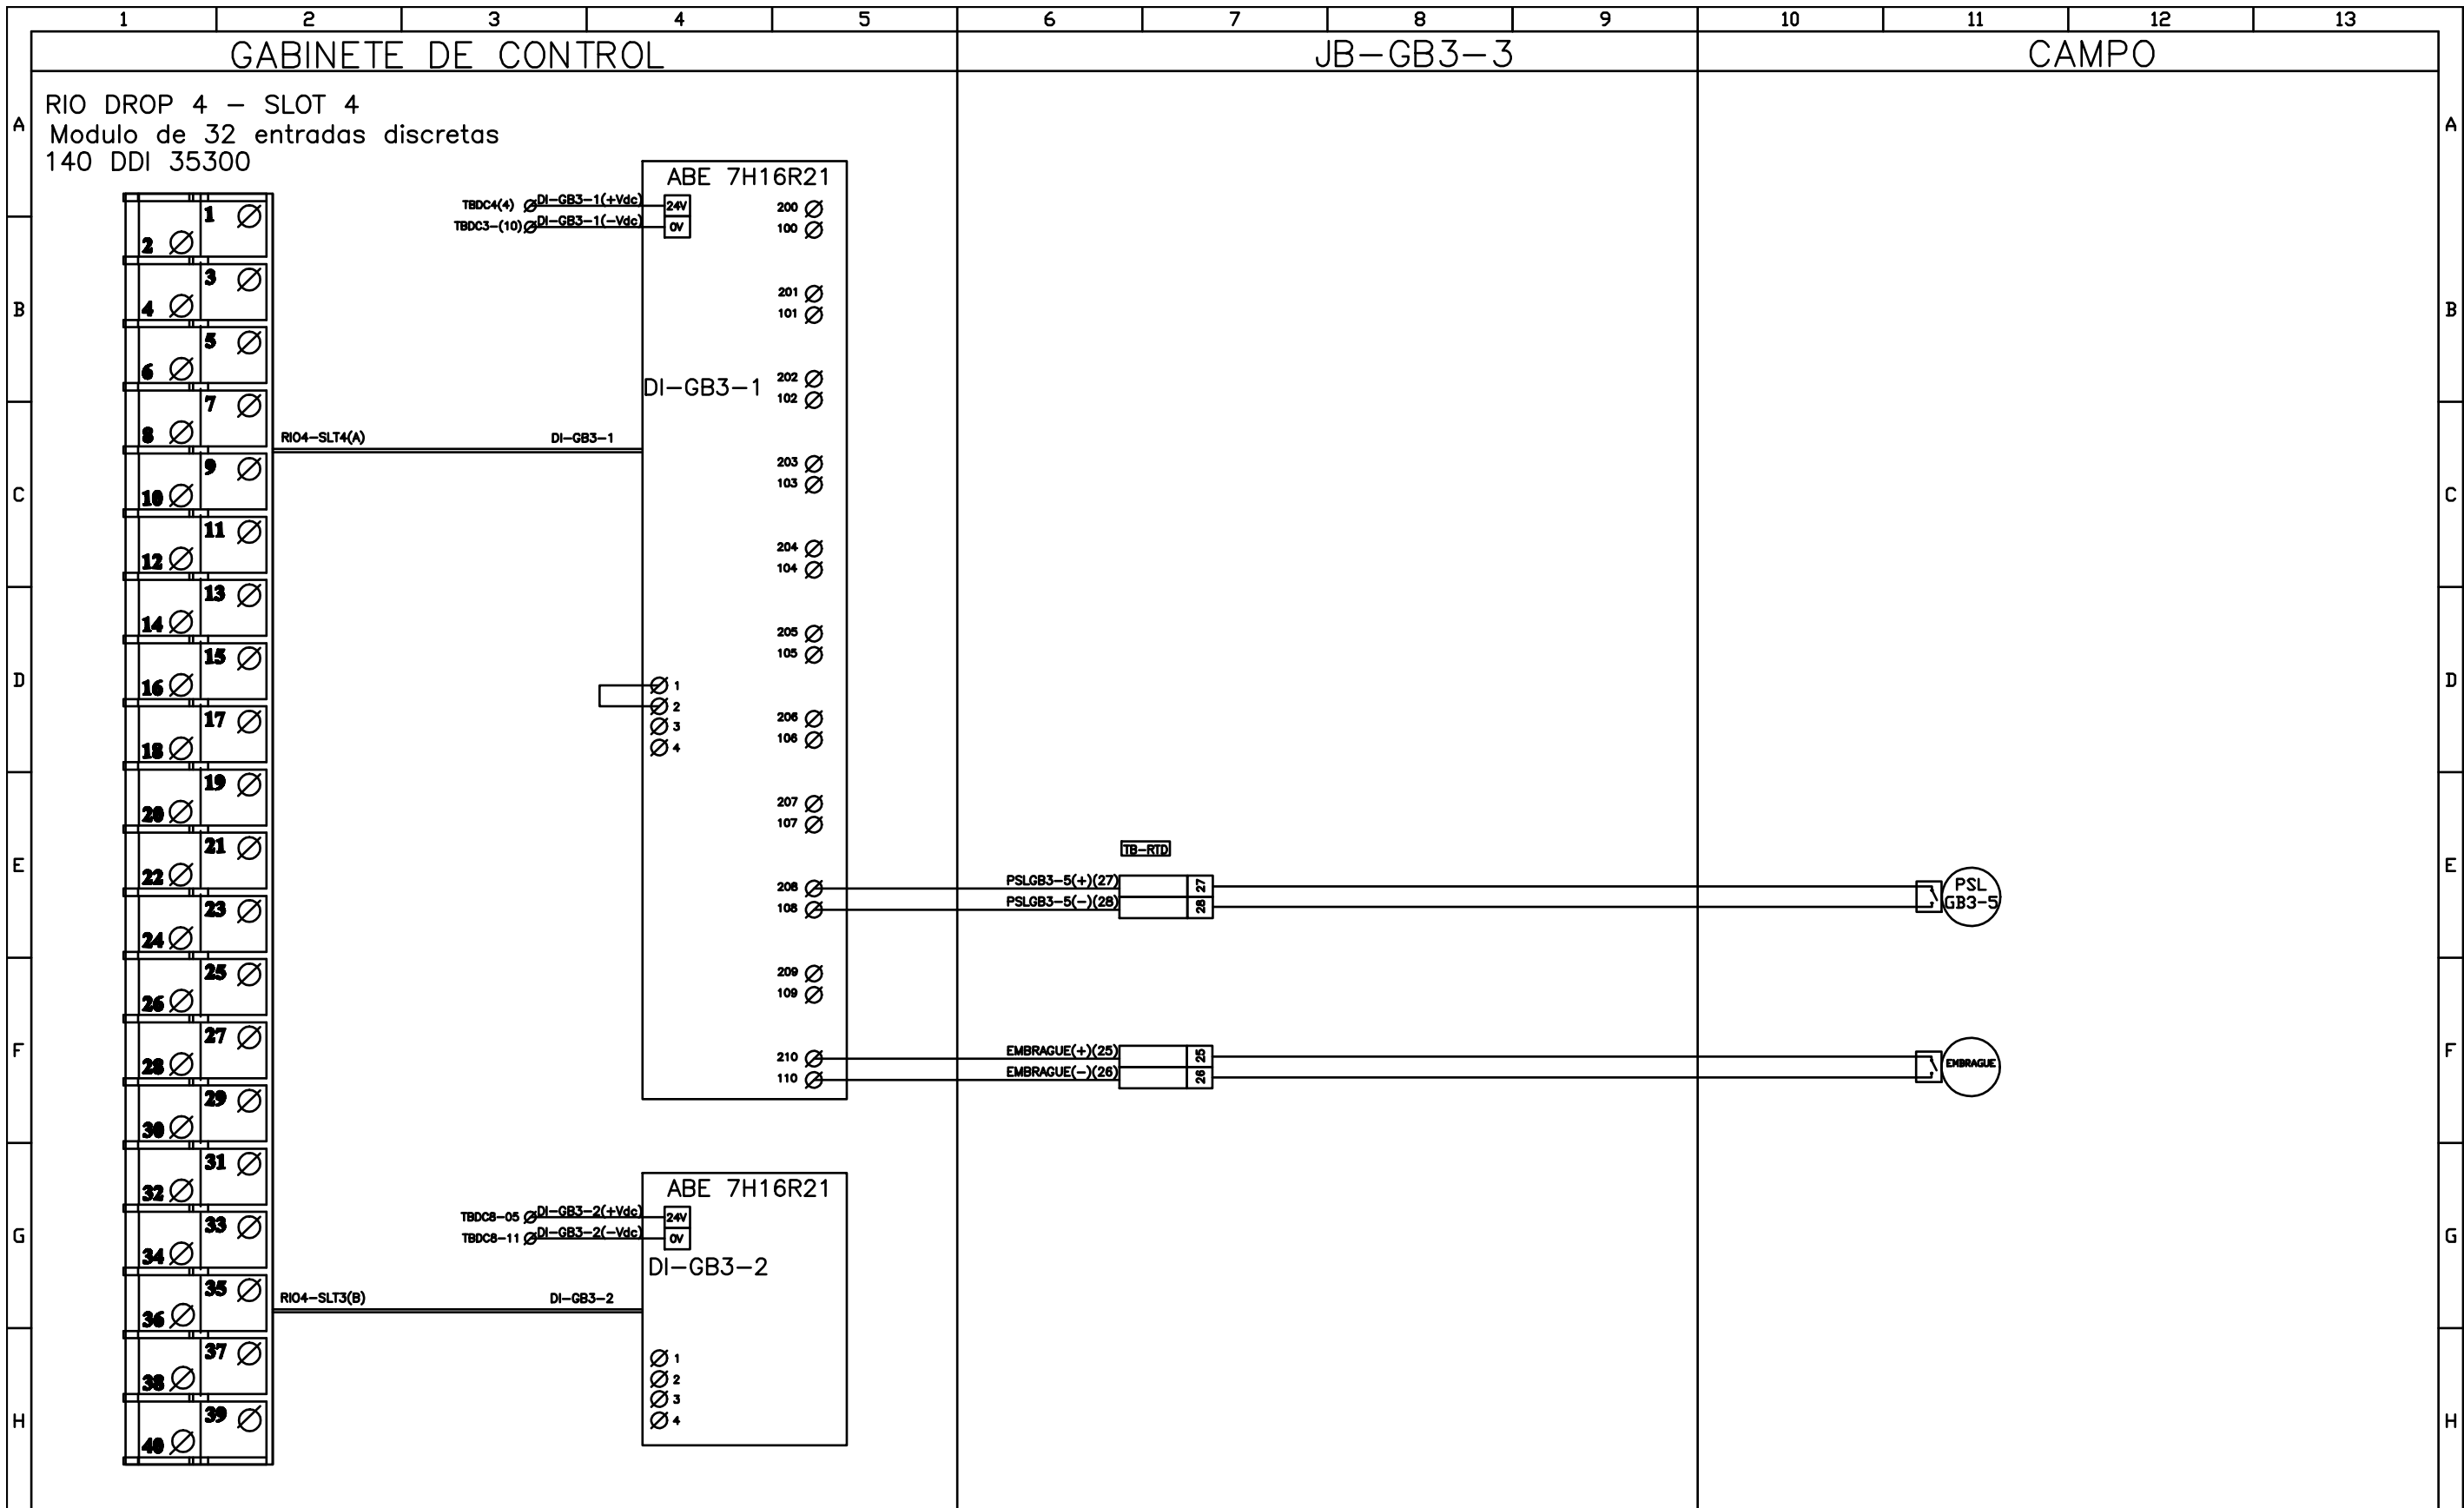 1 2 3 4 5 6 7 8 9 10 11 12 13
GABINETE DE CONTROL
JB-GB3-3
CAMPO
A
A
RIO DROP 4 - SLOT 4
Modulo de 32 entradas discretas
140 DDI 35300
1
2
3
4
5
6
7
8
9
10
11
12
13
14
15
16
17
18
19
20
21
22
23
24
25
26
27
28
29
30
31
32
33
34
35
36
37
38
39
40
RIO4-SLT4(A)
DI-GB3-1
RIO4-SLT3(B)
DI-GB3-2
ABE 7H16R21
TBDC4(4) DI-GB3-1(+Vdc) 24V
TBDC3-(10) DI-GB3-1(-Vdc) 0V
DI-GB3-1
200
100
201
101
202
102
203
103
204
104
205
105
206
106
207
107
208
108
209
109
210
110
1
2
3
4
TB-RTD
PSLGB3-5(+)(27) 27
PSLGB3-5(-)(28) 28
PSL
GB3-5
EMBRAGUE(+)(25) 25
EMBRAGUE(-)(26) 26
EMBRAGUE
ABE 7H16R21
TBDC8-05 DI-GB3-2(+Vdc) 24V
TBDC8-11 DI-GB3-2(-Vdc) 0V
DI-GB3-2
1
2
3
4
B
B
C
C
D
D
E
E
F
F
G
G
H
H